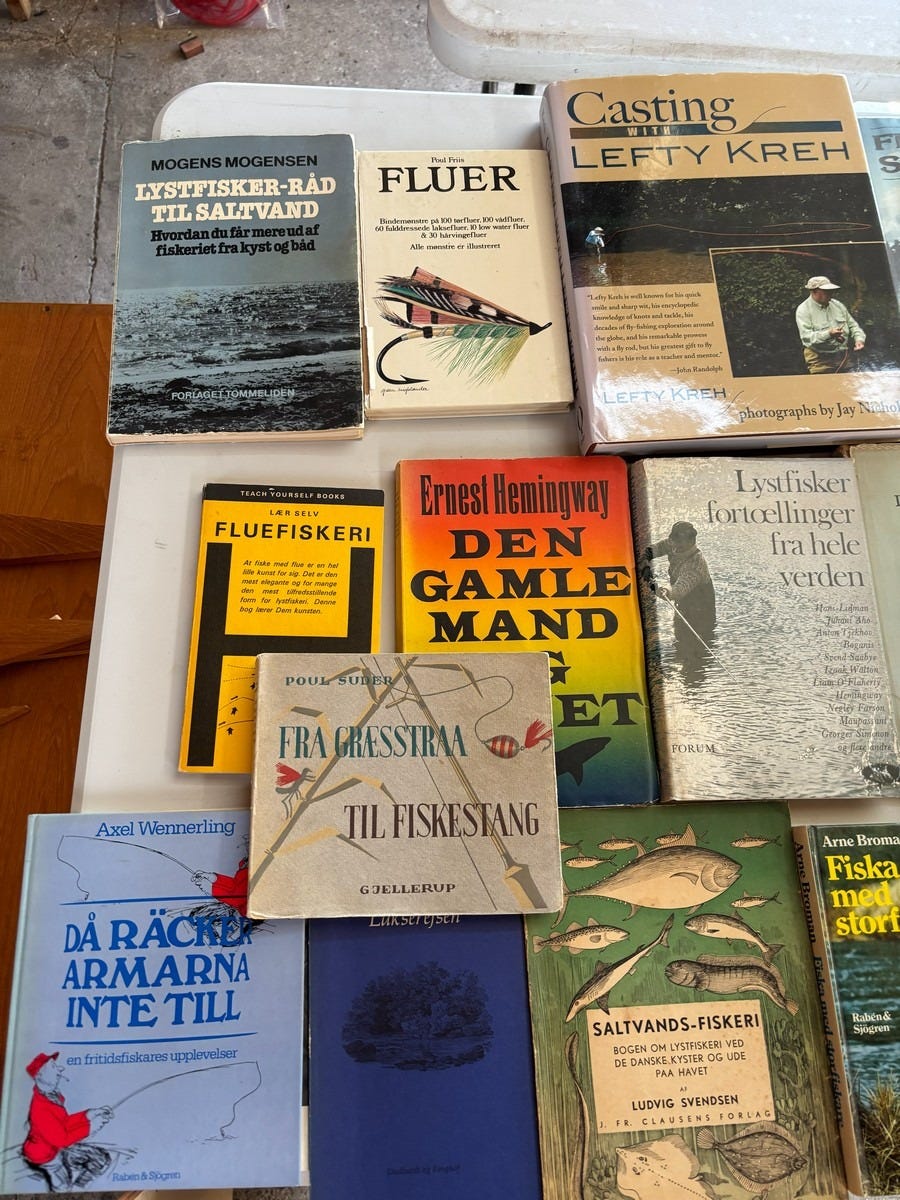 MOGENS MOGENSEN
LYSTFISKER-RÅD
TIL SALTVAND
Hvordan du får mere ud af
fiskeriet fra kyst og båd
FORLAGET TOMMELIDEN
Poul Friis
FLUER
Bindemønstre på 100 tørfluer, 100 vådfluer,
60 fulddressede laksefluer, 10 low water fluer
& 30 hårvingefluer
Alle mønstre er illustreret
Casting
WITH
LEFTY KREH
"Lefty Kreh is well known for his quick
smile and sharp wit, his encyclopedic
knowledge of knots and tackle, his
decades of fly-fishing exploration around
the globe, and his remarkable prowess
with a fly rod, but his greatest gift to fly
fishers is his role as a teacher and mentor."
—John Randolph
LEFTY KREH
photographs by Jay Nichol
TEACH YOURSELF BOOKS
LÆR SELV
FLUEFISKERI
At fiske med flue er en hel
lille kunst for sig. Det er den
mest elegante og for mange
den mest tilfredsstillende
form for lystfiskeri. Denne
bog lærer Dem kunsten.
Ernest Hemingway
DEN
GAMLE
MAND
G
ET
Lystfisker
fortællinger
fra hele
verden
Hans Lidman
Juhani Aho
Anton Tjekhov
Boganis
Svend Saabye
Izaak Walton
Liam O'Flaherty
Hemingway
Negley Farson
Maupassant
Georges Simenon
og flere andre
FORUM
POUL SUDER
FRA GRÆSSTRAA
TIL FISKESTANG
GJELLERUP
Axel Wennerling
DÅ RÄCKER
ARMARNA
INTE TILL
en fritidsfiskares upplevelser
Rabén & Sjögren
Lakserejsen
SALTVANDS-FISKERI
BOGEN OM LYSTFISKERI VED
DE DANSKE KYSTER OG UDE
PAA HAVET
AF
LUDVIG SVENDSEN
J. FR. CLAUSENS FORLAG
Arne Broman Fiska med storfiskarna
Arne Broma
Fiska
med
storf
Rabén &
Sjögren